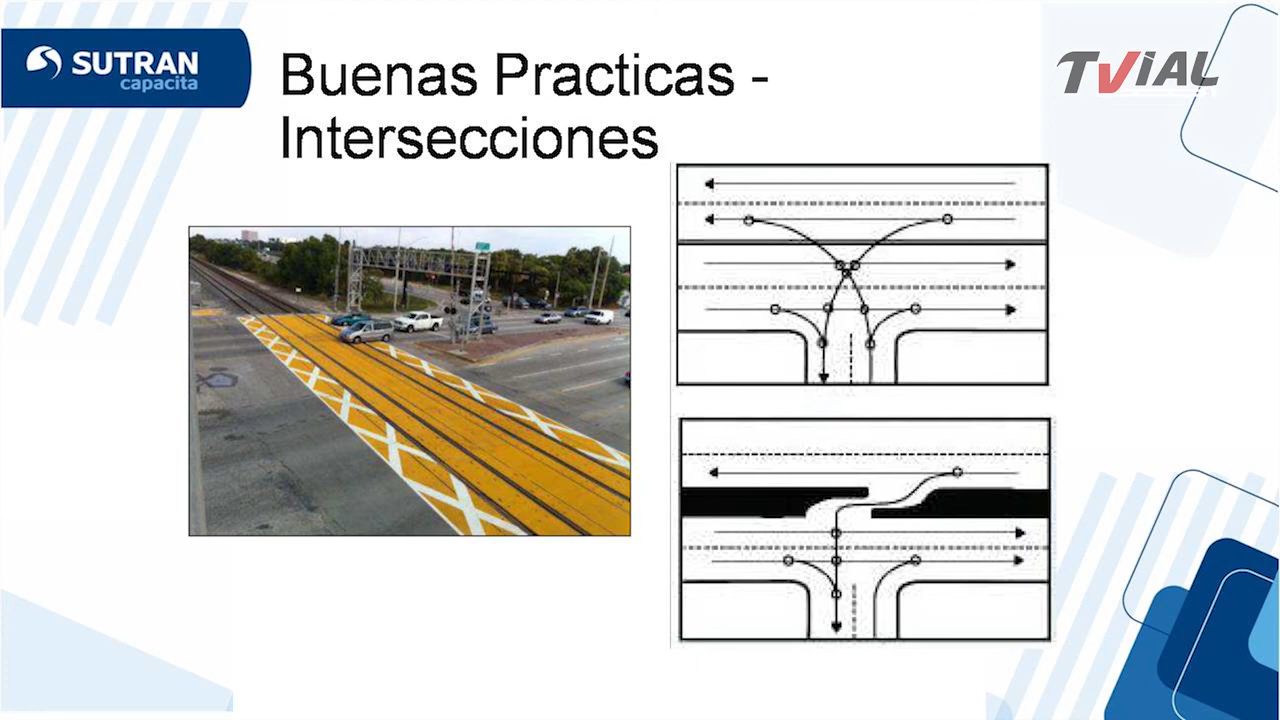 SUTRAN
capacita
Buenas Practicas -
Intersecciones
TVIAL